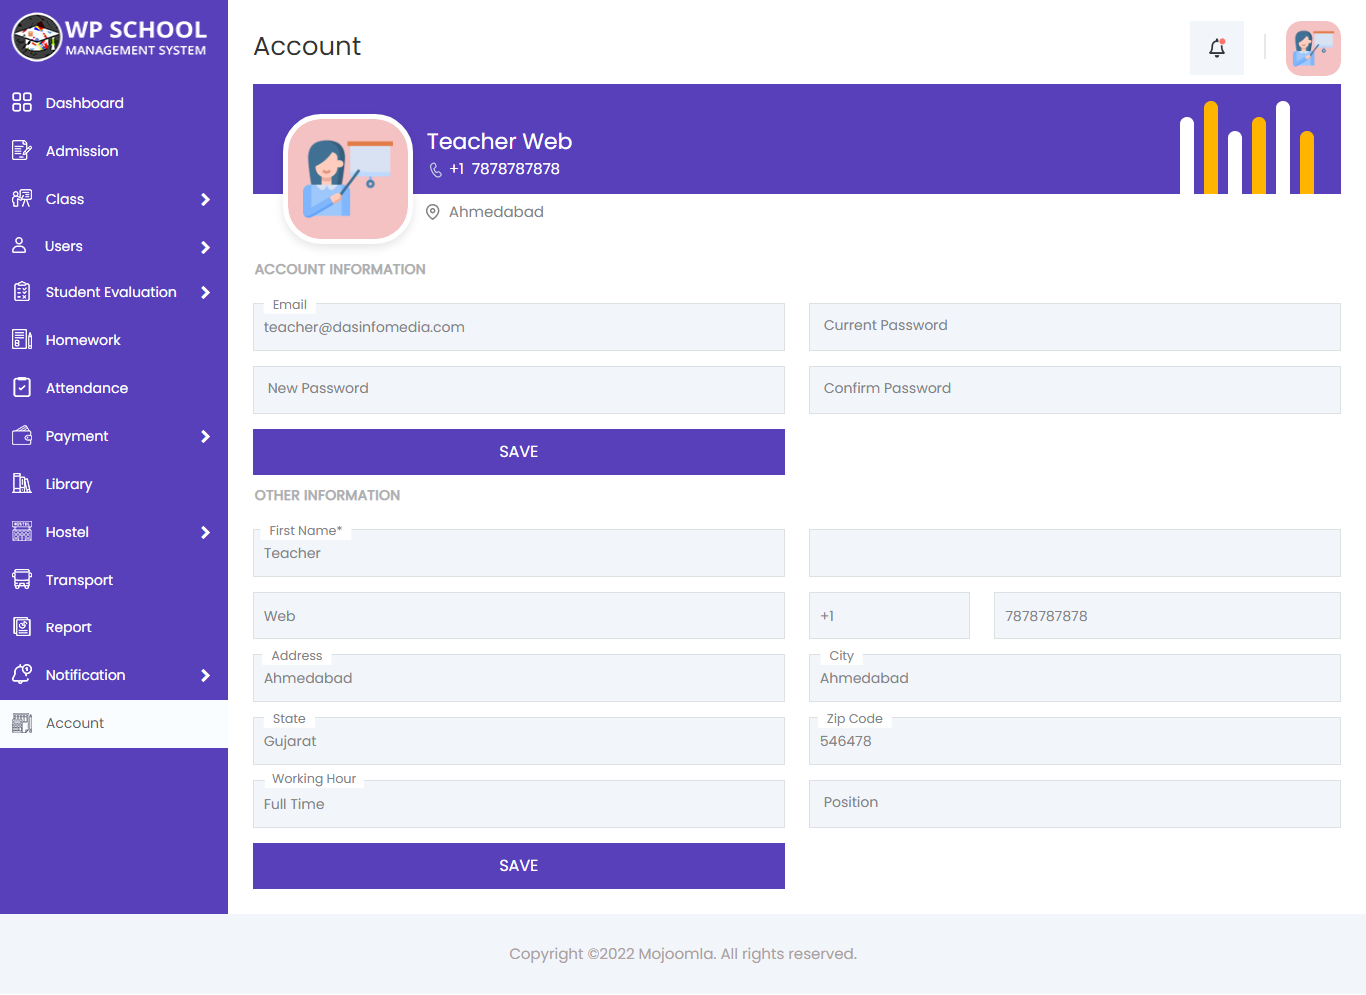 WP SCHOOL
MANAGEMENT SYSTEM
Dashboard
Admission
Class
Users
Student Evaluation
Homework
Attendance
Payment
Library
Hostel
Transport
Report
Notification
Account
Account
Teacher Web
+1 7878787878
Ahmedabad
ACCOUNT INFORMATION
Email
teacher@dasinfomedia.com
Current Password
New Password
Confirm Password
SAVE
OTHER INFORMATION
First Name*
Teacher
Web
+1
7878787878
Address
Ahmedabad
City
Ahmedabad
State
Gujarat
Zip Code
546478
Working Hour
Full Time
Position
SAVE
Copyright ©2022 Mojoomla. All rights reserved.